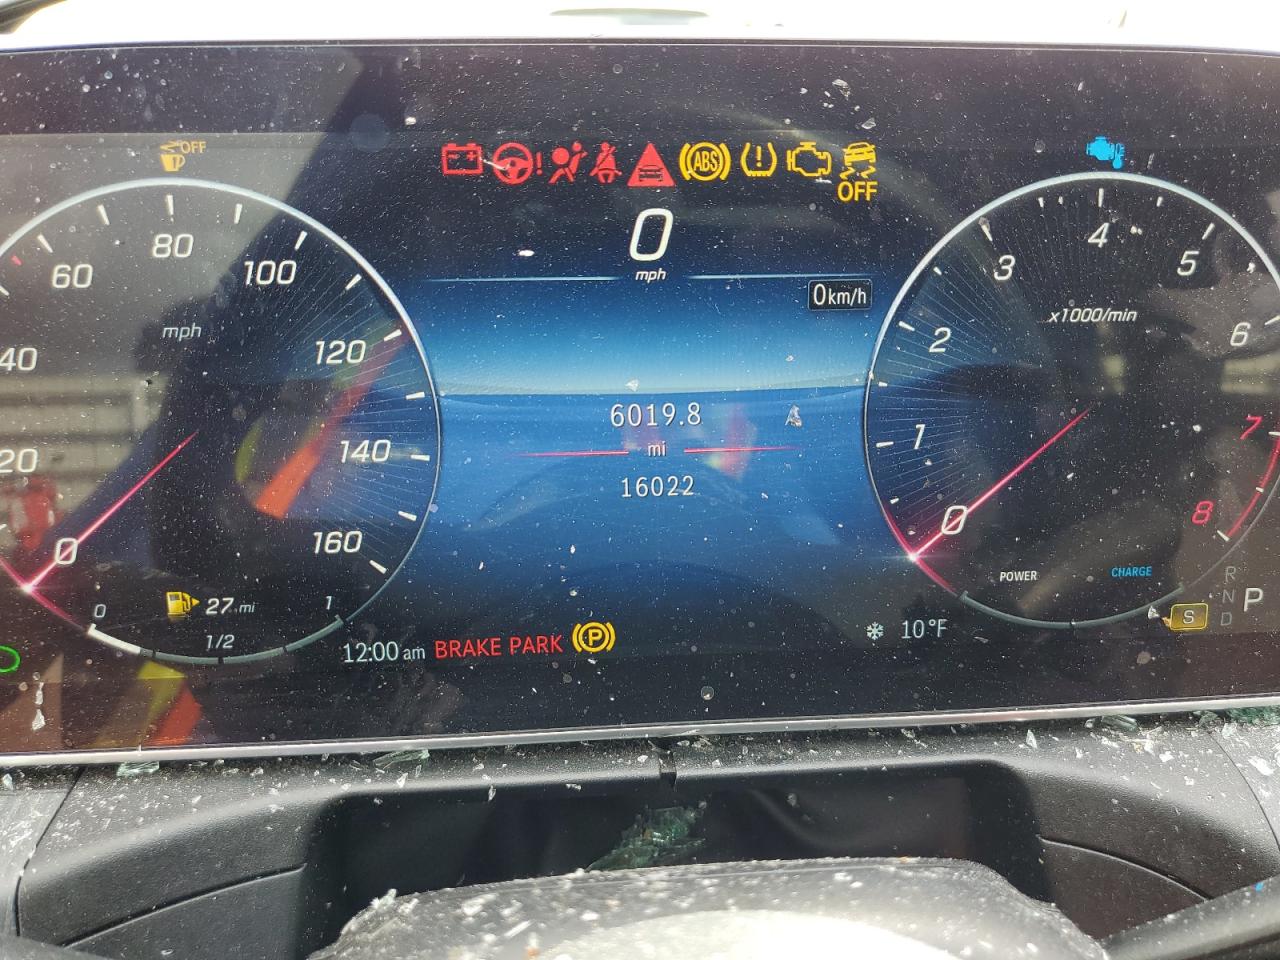 OFF
ABS
OFF
0
mph
0km/h
20
40
60
80
100
120
140
160
mph
0
0
1/2
1
27 mi
6019.8
mi
16022
12:00 am
BRAKE PARK
P
10°F
0
1
2
3
4
5
6
7
8
x1000/min
POWER
CHARGE
S
R
N
D
P